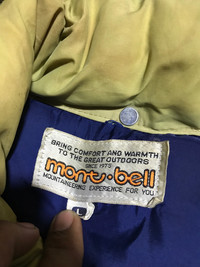 BRING COMFORT AND WARMTH
TO THE GREAT OUTDOORS
SINCE 1975
mont·bell
MOUNTAINEERING EXPERIENCE FOR YOU
L